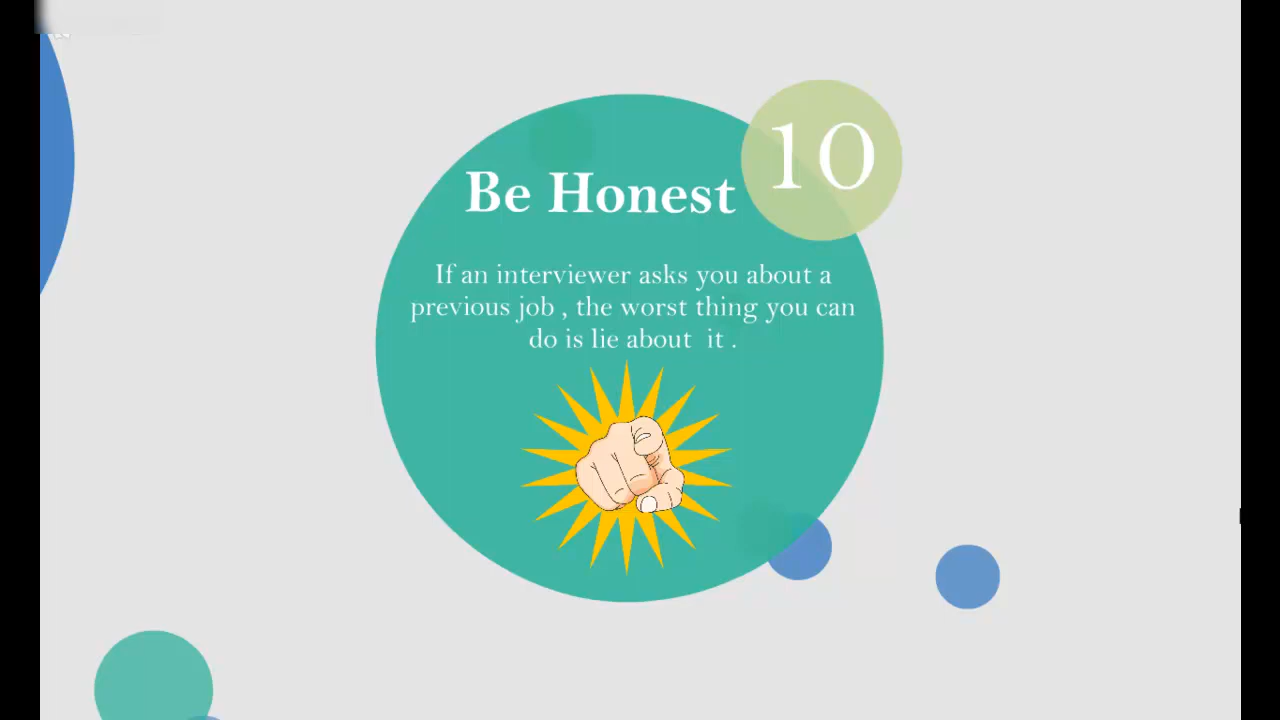 10
Be Honest
If an interviewer asks you about a
previous job , the worst thing you can
do is lie about  it .